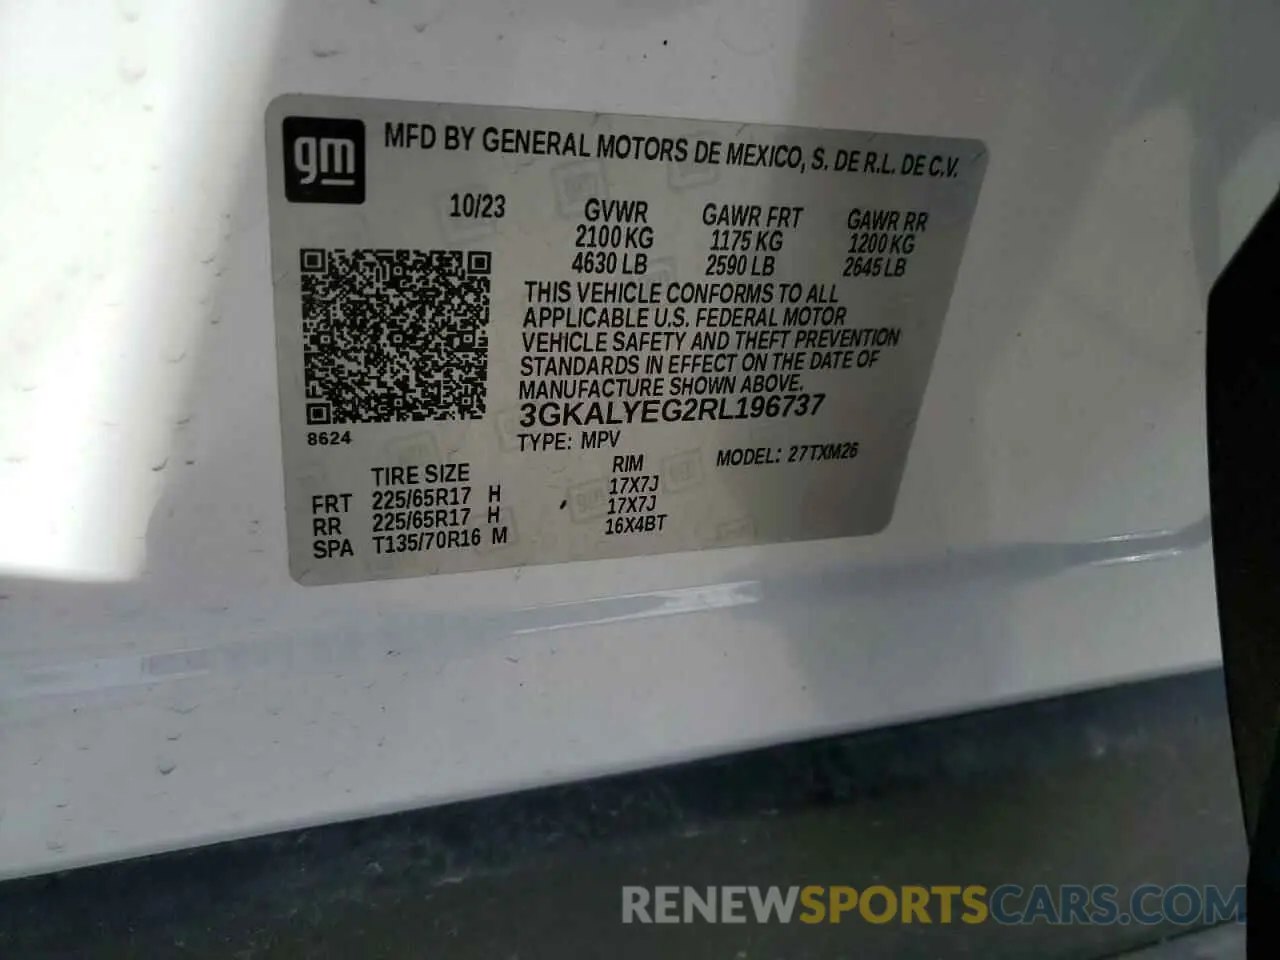 gm
MFD BY GENERAL MOTORS DE MEXICO, S. DE R.L. DE C.V.
10/23 GVWR GAWR FRT GAWR RR
2100 KG 1175 KG 1200 KG
4630 LB 2590 LB 2645 LB
THIS VEHICLE CONFORMS TO ALL
APPLICABLE U.S. FEDERAL MOTOR
VEHICLE SAFETY AND THEFT PREVENTION
STANDARDS IN EFFECT ON THE DATE OF
MANUFACTURE SHOWN ABOVE.
3GKALYEG2RL196737
8624
TYPE: MPV MODEL: 27TXM26
TIRE SIZE RIM
FRT 225/65R17 H 17X7J
RR 225/65R17 H 17X7J
SPA T135/70R16 M 16X4BT
RENEWSPORTSCARS.COM